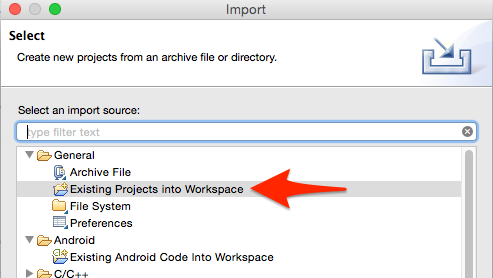 Import
Select
Create new projects from an archive file or directory.
Select an import source:
type filter text
General
Archive File
Existing Projects into Workspace
File System
Preferences
Android
Existing Android Code Into Workspace
C/C++